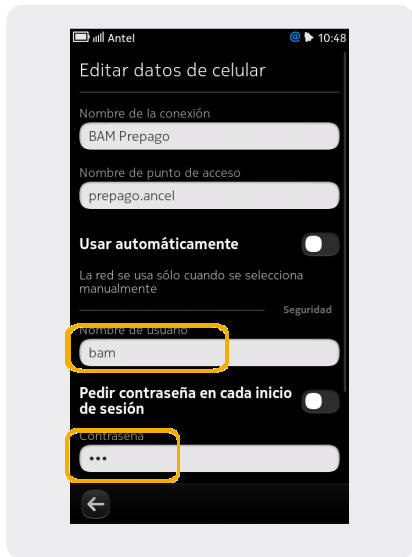 Antel @ 10:48
Editar datos de celular
Nombre de la conexión
BAM Prepago
Nombre de punto de acceso
prepago.ancel
Usar automáticamente
La red se usa sólo cuando se selecciona
manualmente
Seguridad
Nombre de usuario
bam
Pedir contraseña en cada inicio
de sesión
Contraseña
•••